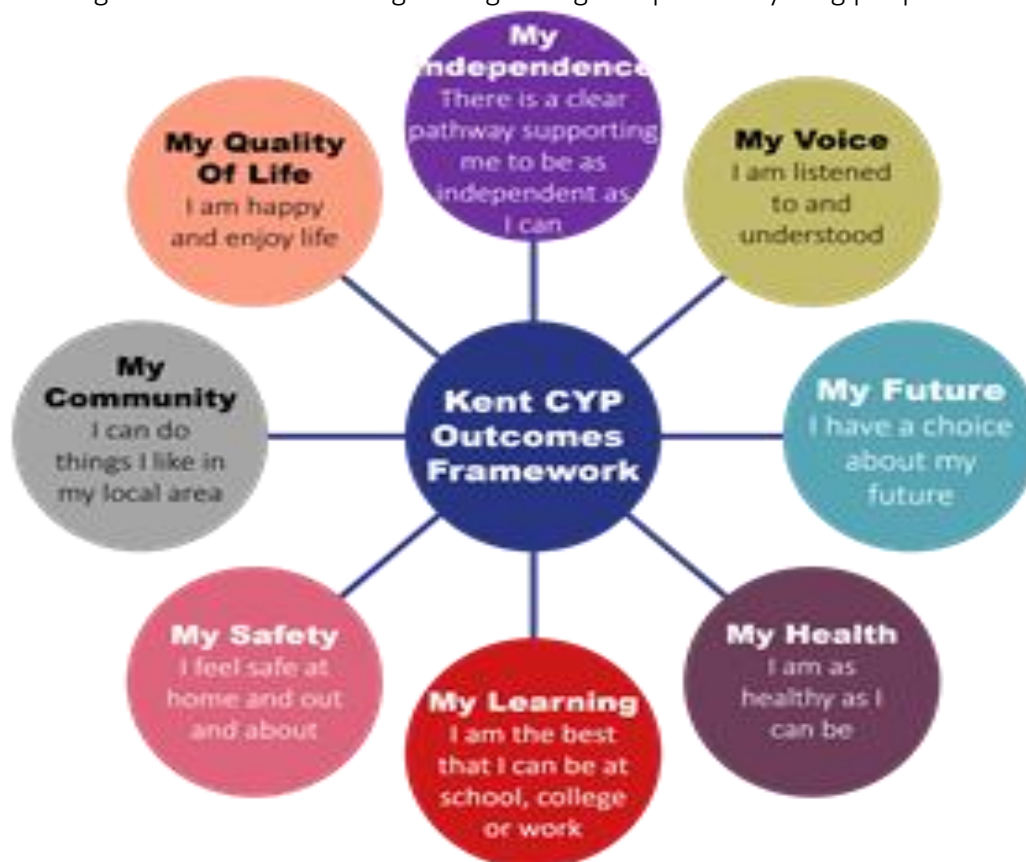 My
Independence
There is a clear
pathway supporting
me to be as
independent as
I can
My Voice
I am listened
to and
understood
My Future
I have a choice
about my
future
My Health
I am as
healthy as I
can be
My Learning
I am the best
that I can be at
school, college
or work
My Safety
I feel safe at
home and out
and about
My
Community
I can do
things I like in
my local area
My Quality
Of Life
I am happy
and enjoy life
Kent CYP
Outcomes
Framework